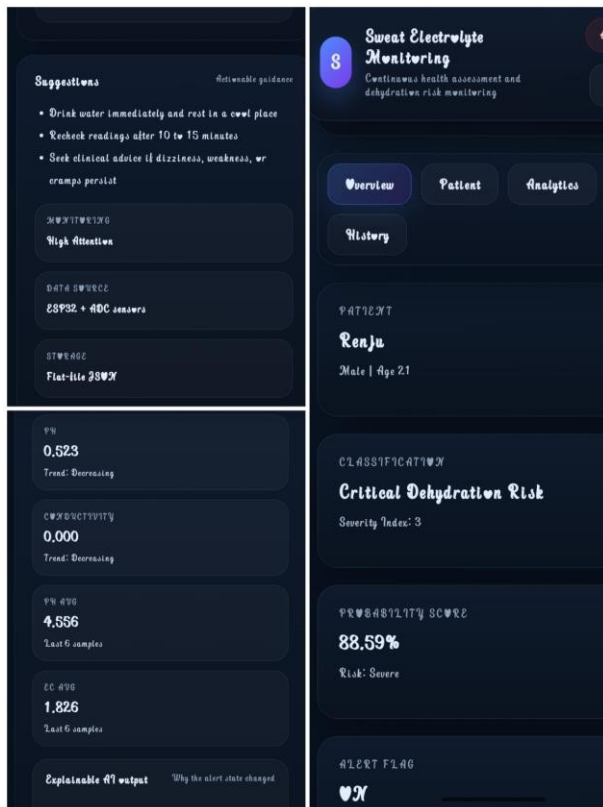 Suggestions
Actionable guidance
Drink water immediately and rest in a cool place
Recheck readings after 10 to 15 minutes
Seek clinical advice if dizziness, weakness, or
cramps persist
MONITORING
High Attention
DATA SOURCE
ESP32 + ADC sensors
STORAGE
Flat-file JSON
PH
0.523
Trend: Decreasing
CONDUCTIVITY
0.000
Trend: Decreasing
PH AVG
4.556
Last 6 samples
EC AVG
1.826
Last 6 samples
Explainable AI output
Why the alert state changed
S
Sweat Electrolyte
Monitoring
Continuous health assessment and
dehydration risk monitoring
Overview
Patient
Analytics
History
PATIENT
Renju
Male | Age 21
CLASSIFICATION
Critical Dehydration Risk
Severity Index: 3
PROBABILITY SCORE
88.59%
Risk: Severe
ALERT FLAG
ON